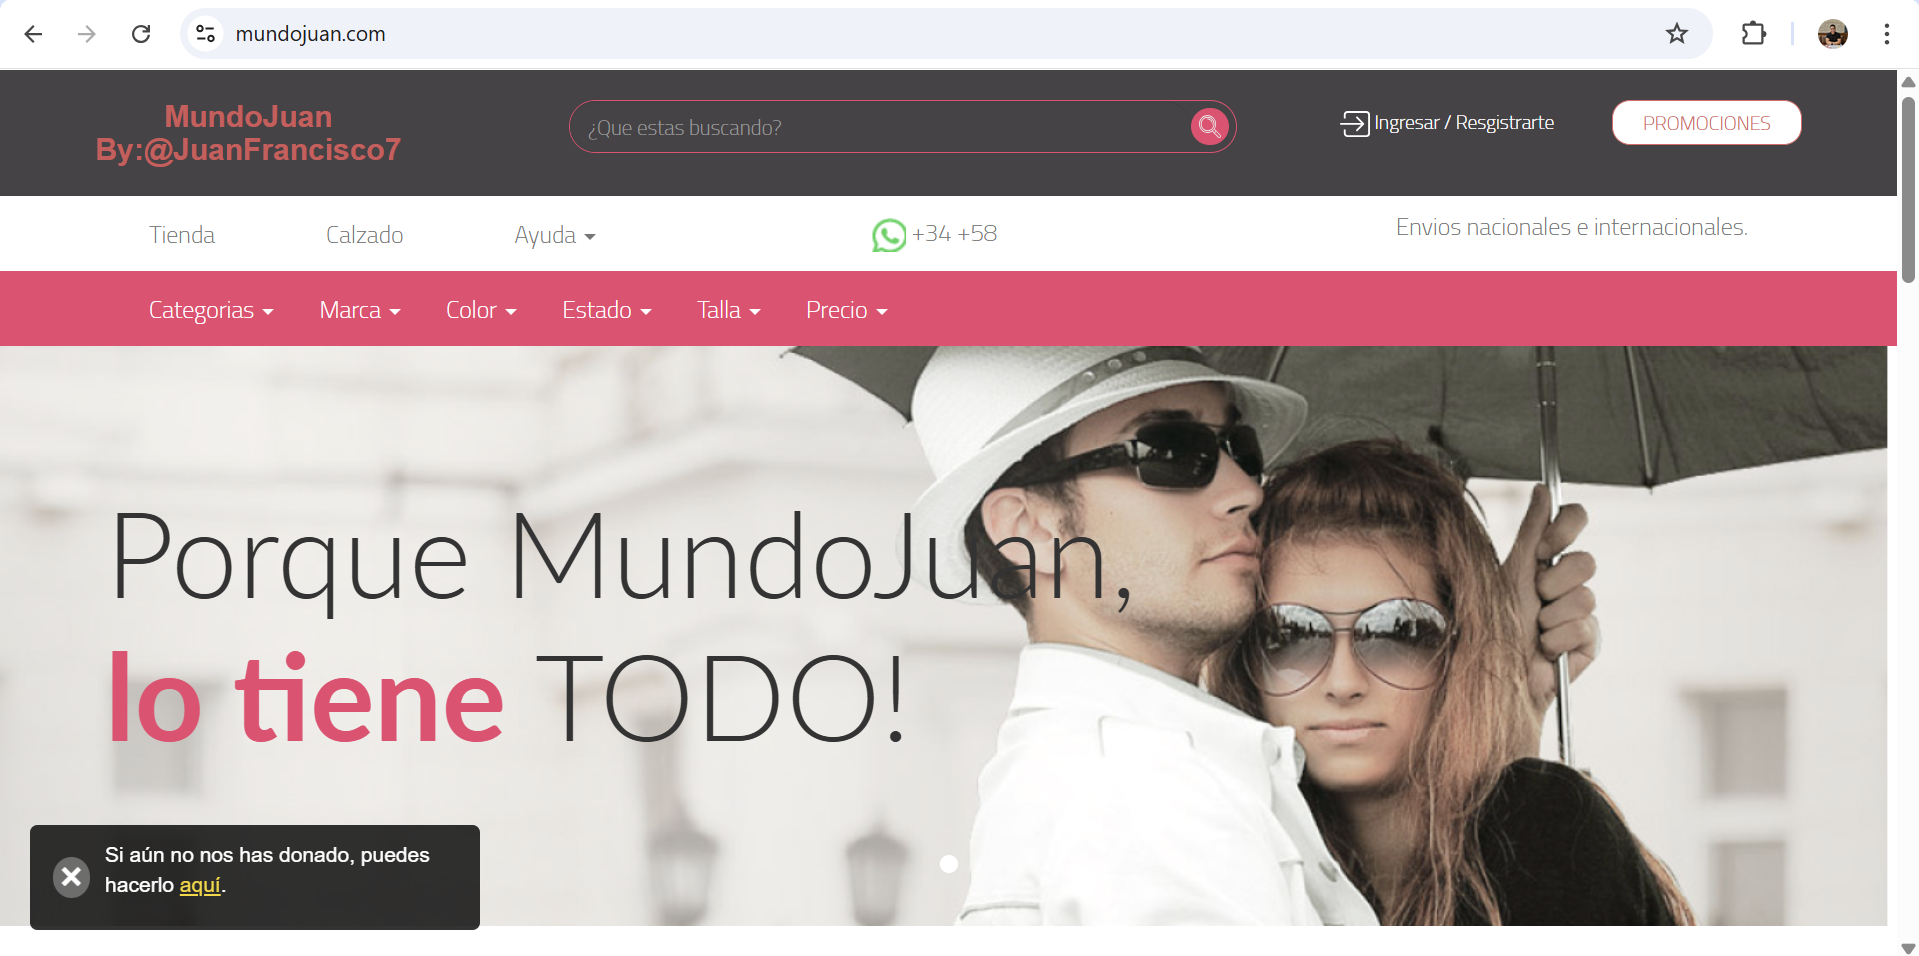 mundojuan.com
MundoJuan
By:@JuanFrancisco7
¿Que estas buscando?
Ingresar / Resgistrarte
PROMOCIONES
Tienda
Calzado
Ayuda
+34 +58
Envios nacionales e internacionales.
Categorias
Marca
Color
Estado
Talla
Precio
Porque MundoJuan,
lo tiene TODO!
Si aún no nos has donado, puedes
hacerlo aquí.